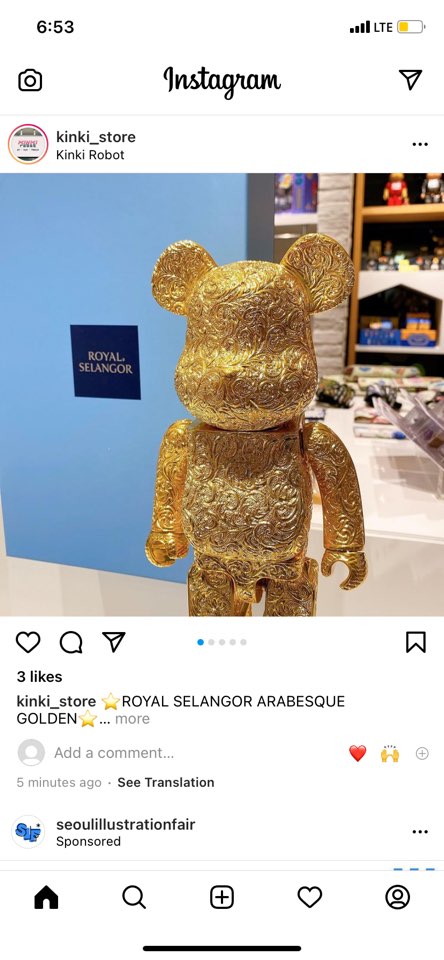 6:53
LTE
Instagram
kinki_store
Kinki Robot
ROYAL
SELANGOR
3 likes
kinki_store ⭐ROYAL SELANGOR ARABESQUE
GOLDEN⭐... more
Add a comment...
5 minutes ago · See Translation
seoulillustrationfair
Sponsored